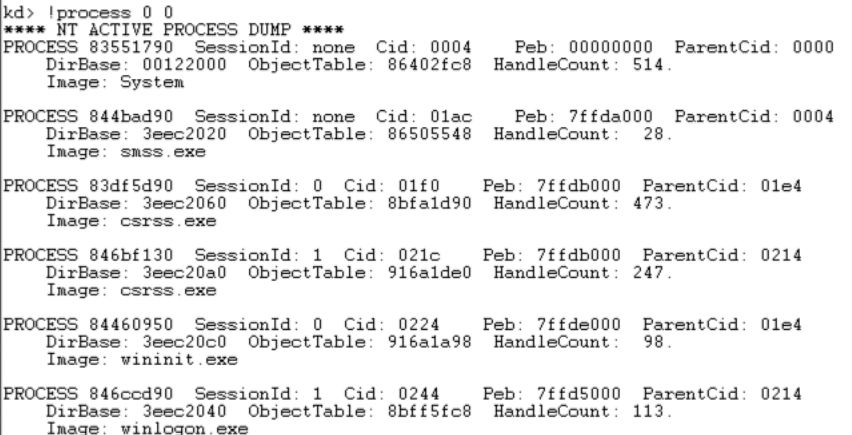 kd> !process 0 0
**** NT ACTIVE PROCESS DUMP ****
PROCESS 83551790 SessionId: none Cid: 0004 Peb: 00000000 ParentCid: 0000
DirBase: 00122000 ObjectTable: 86402fc8 HandleCount: 514.
Image: System
PROCESS 844bad90 SessionId: none Cid: 01ac Peb: 7ffda000 ParentCid: 0004
DirBase: 3eec2020 ObjectTable: 86505548 HandleCount: 28.
Image: smss.exe
PROCESS 83df5d90 SessionId: 0 Cid: 01f0 Peb: 7ffdb000 ParentCid: 01e4
DirBase: 3eec2060 ObjectTable: 8bfa1d90 HandleCount: 473.
Image: csrss.exe
PROCESS 846bf130 SessionId: 1 Cid: 021c Peb: 7ffdb000 ParentCid: 0214
DirBase: 3eec20a0 ObjectTable: 916a1de0 HandleCount: 247.
Image: csrss.exe
PROCESS 84460950 SessionId: 0 Cid: 0224 Peb: 7ffde000 ParentCid: 01e4
DirBase: 3eec20c0 ObjectTable: 916a1a98 HandleCount: 98.
Image: wininit.exe
PROCESS 846ccd90 SessionId: 1 Cid: 0244 Peb: 7ffd5000 ParentCid: 0214
DirBase: 3eec2040 ObjectTable: 8bff5fc8 HandleCount: 113.
Image: winlogon.exe